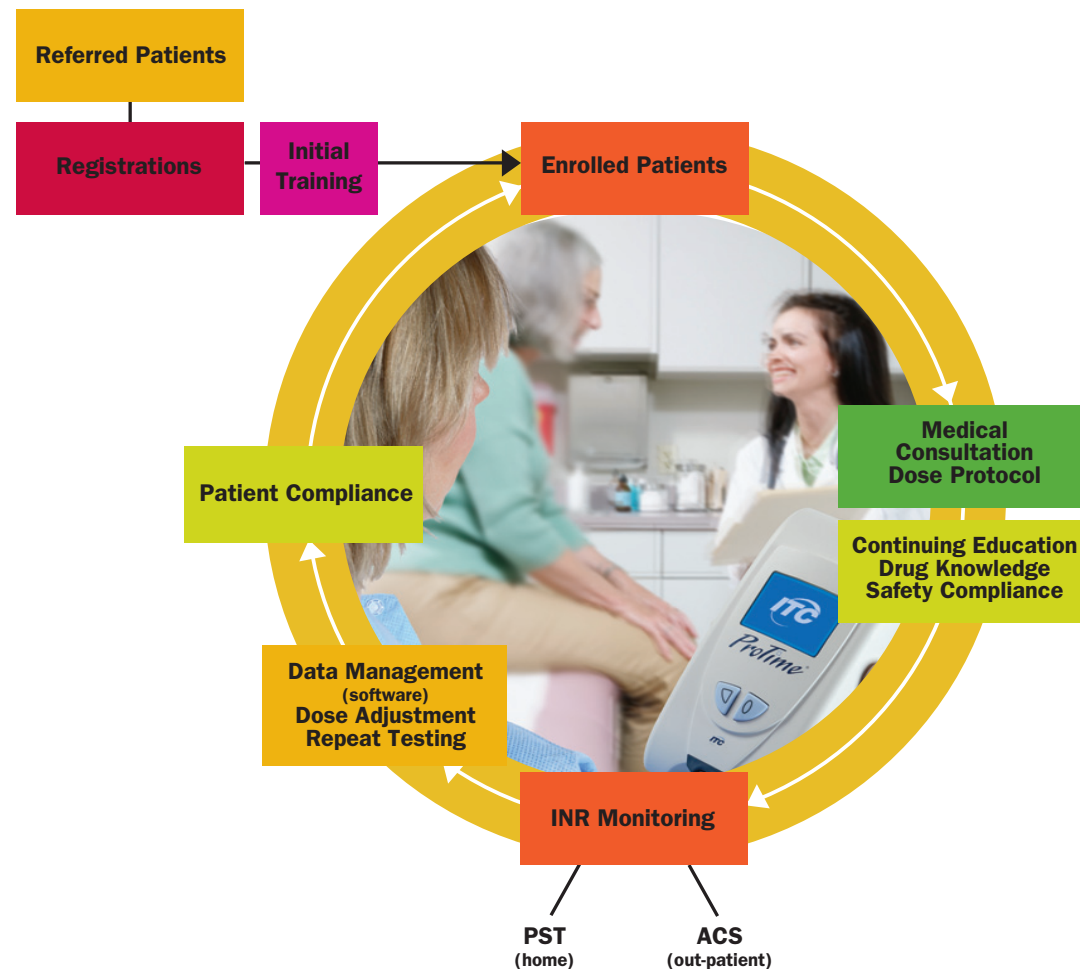 Referred Patients
Registrations
Initial
Training
Enrolled Patients
Medical
Consultation
Dose Protocol
Continuing Education
Drug Knowledge
Safety Compliance
Patient Compliance
ITC
ProTime
ITC
Data Management
(software)
Dose Adjustment
Repeat Testing
INR Monitoring
PST
(home)
ACS
(out-patient)